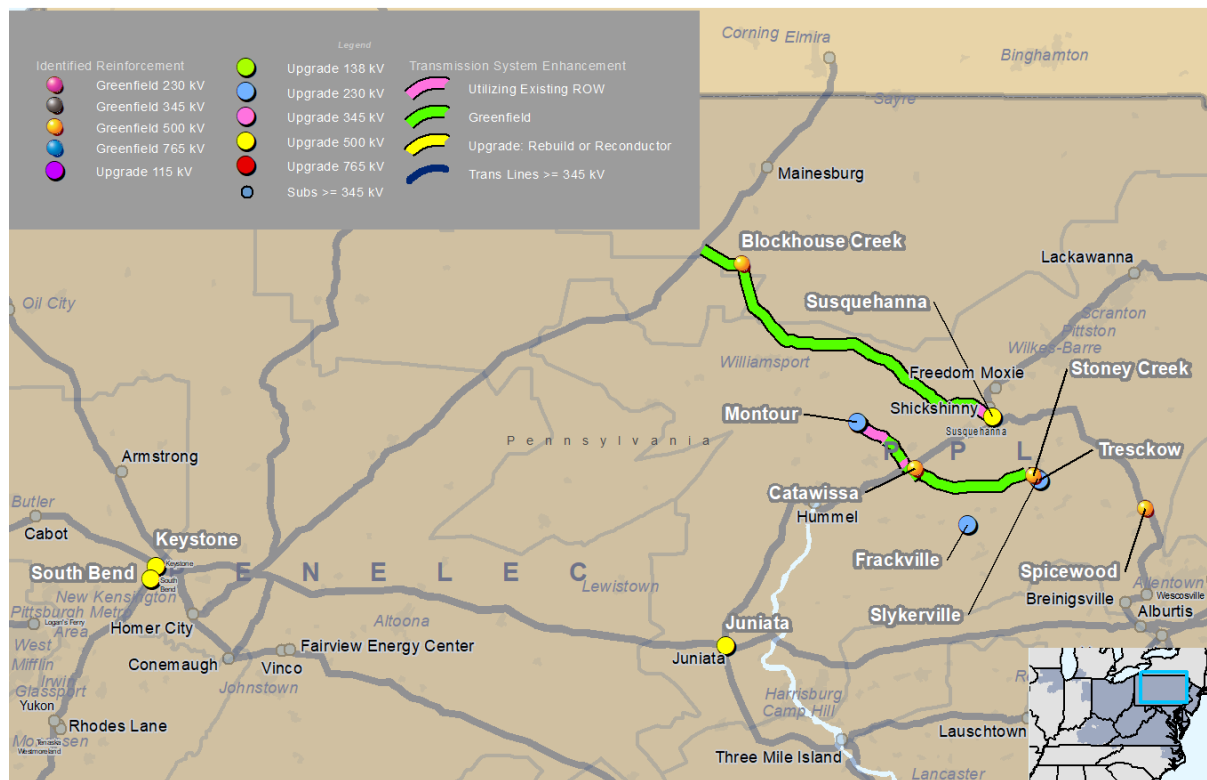 Legend
Identified Reinforcement
Greenfield 230 kV
Greenfield 345 kV
Greenfield 500 kV
Greenfield 765 kV
Upgrade 115 kV
Upgrade 138 kV
Upgrade 230 kV
Upgrade 345 kV
Upgrade 500 kV
Upgrade 765 kV
Subs >= 345 kV
Transmission System Enhancement
Utilizing Existing ROW
Greenfield
Upgrade: Rebuild or Reconductor
Trans Lines >= 345 kV
Corning
Elmira
Binghamton
Sayre
Mainesburg
Blockhouse Creek
Lackawanna
Susquehanna
Oil City
Scranton
Pittston
Wilkes-Barre
Williamsport
Freedom Moxie
Stoney Creek
Shickshinny
Susquehanna
Montour
Pennsylvania
P P L
Tresckow
Armstrong
Catawissa
Hummel
Butler
Cabot
Keystone
Keystone
Frackville
Spicewood
South Bend
South Bend
P E N E L E C
Lewistown
New Kensington
Allentown
Wescosville
Breinigsville
Pittsburgh Metro Area
Logan's Ferry
Homer City
Slykerville
Alburtis
Altoona
Juniata
Juniata
West
Mifflin
Conemaugh
Vinco
Fairview Energy Center
Irwin
Glassport
Johnstown
Yukon
Rhodes Lane
Harrisburg
Camp Hill
Tenaska
Westmoreland
Three Mile Island
Lauschtown
Lancaster